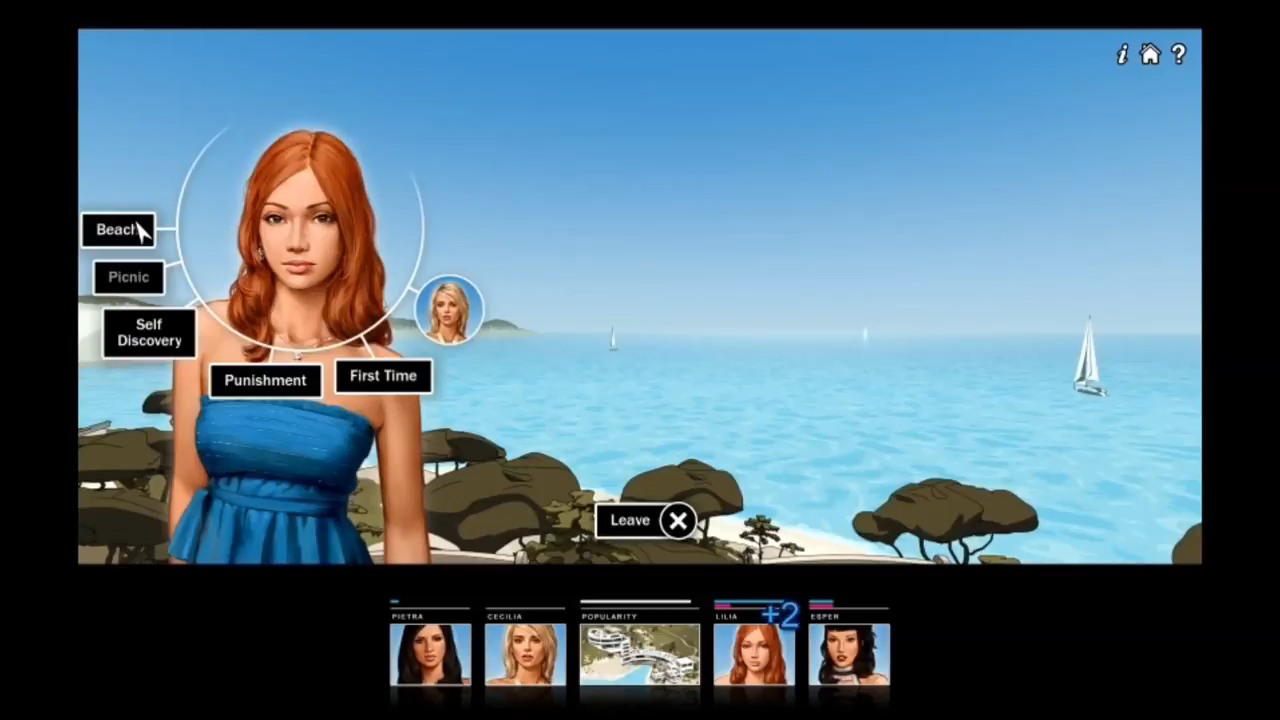 Beach
Picnic
Self
Discovery
Punishment
First Time
Leave
+2
PIETRA
CECILIA
POPULARITY
LILIA
ESPER